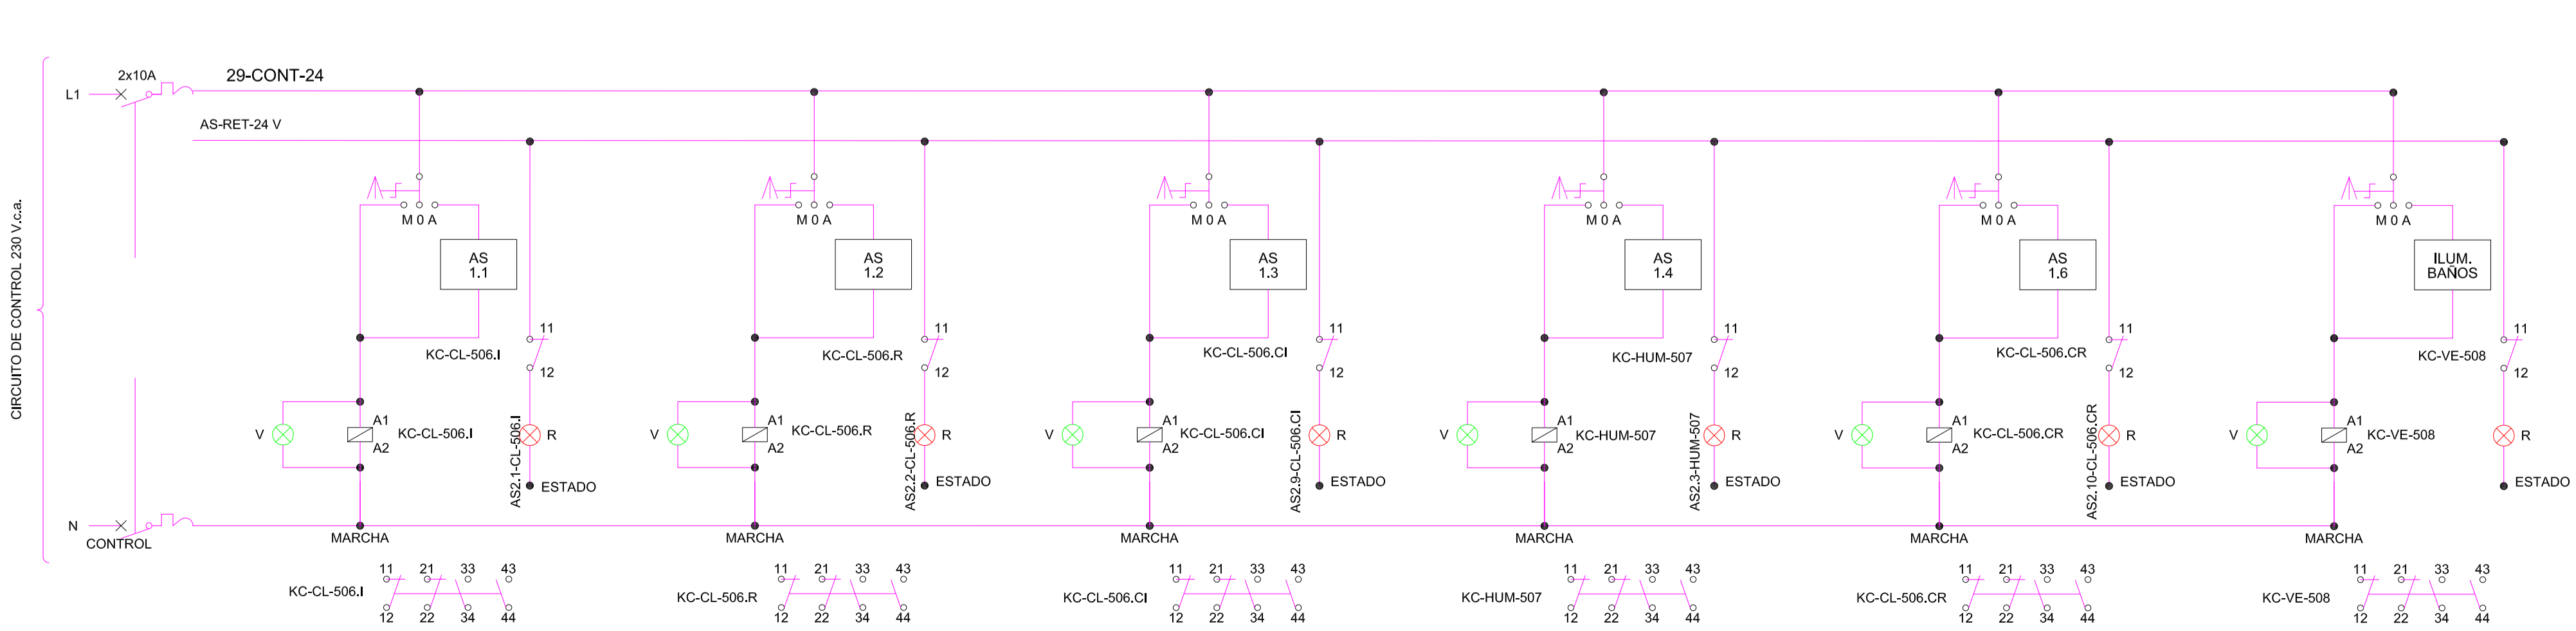 CIRCUITO DE CONTROL 230 V.c.a.
2x10A
29-CONT-24
L1
AS-RET-24 V
M 0 A
AS
1.1
11
KC-CL-506.I
12
V
A1
A2
KC-CL-506.I
AS2.1-CL-506.I
R
ESTADO
MARCHA
M 0 A
AS
1.2
11
KC-CL-506.R
12
V
A1
A2
KC-CL-506.R
AS2.2-CL-506.R
R
ESTADO
MARCHA
M 0 A
AS
1.3
11
KC-CL-506.CI
12
V
A1
A2
KC-CL-506.CI
AS2.9-CL-506.CI
R
ESTADO
MARCHA
M 0 A
AS
1.4
11
KC-HUM-507
12
V
A1
A2
KC-HUM-507
AS2.3-HUM-507
R
ESTADO
MARCHA
M 0 A
AS
1.6
11
KC-CL-506.CR
12
V
A1
A2
KC-CL-506.CR
AS2.10-CL-506.CR
R
ESTADO
MARCHA
M 0 A
ILUM.
BAÑOS
11
KC-VE-508
12
V
A1
A2
KC-VE-508
R
ESTADO
MARCHA
N
CONTROL
11 21 33 43
KC-CL-506.I
12 22 34 44
11 21 33 43
KC-CL-506.R
12 22 34 44
11 21 33 43
KC-CL-506.CI
12 22 34 44
11 21 33 43
KC-HUM-507
12 22 34 44
11 21 33 43
KC-CL-506.CR
12 22 34 44
11 21 33 43
KC-VE-508
12 22 34 44